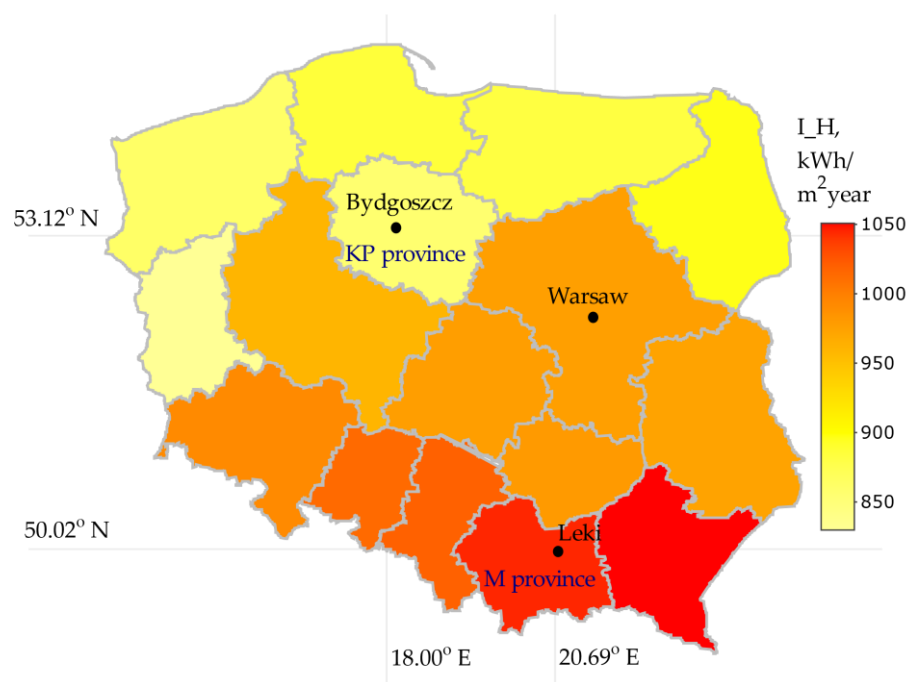 I_H,
kWh/
m²year
Bydgoszcz
53.12° N
KP province
1050
1000
Warsaw
950
900
850
50.02° N
Leki
M province
18.00° E
20.69° E